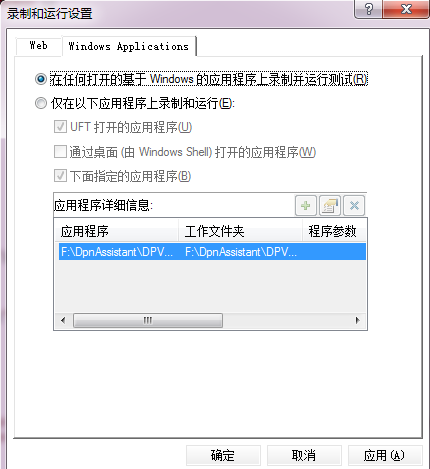 录制和运行设置
Web Windows Applications
在任何打开的基于 Windows 的应用程序上录制并运行测试(R)
仅在以下应用程序上录制和运行(E):
UFT 打开的应用程序(U)
通过桌面 (由 Windows Shell) 打开的应用程序(W)
下面指定的应用程序(B)
应用程序详细信息:
应用程序 工作文件夹 程序参数
F:\DpnAssistant\DPV... F:\DpnAssistant\DPV...
确定 取消 应用(A)